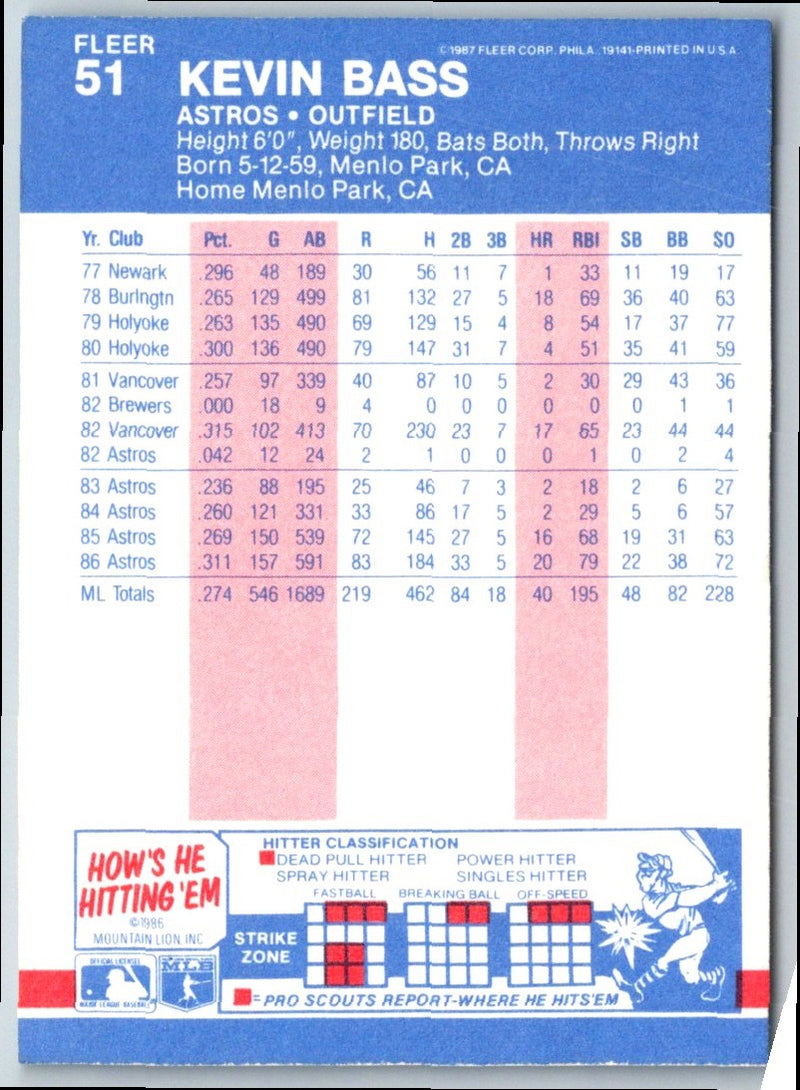 FLEER
51
©1987 FLEER CORP. PHILA. 19141-PRINTED IN U.S.A.
KEVIN BASS
ASTROS • OUTFIELD
Height 6'0", Weight 180, Bats Both, Throws Right
Born 5-12-59, Menlo Park, CA
Home Menlo Park, CA
Yr. Club Pct. G AB R H 2B 3B HR RBI SB BB SO
77 Newark .296 48 189 30 56 11 7 1 33 11 19 17
78 Burlngtn .265 129 499 81 132 27 5 18 69 36 40 63
79 Holyoke .263 135 490 69 129 15 4 8 54 17 37 77
80 Holyoke .300 136 490 79 147 31 7 4 51 35 41 59
81 Vancover .257 97 339 40 87 10 5 2 30 29 43 36
82 Brewers .000 18 9 4 0 0 0 0 0 0 1 1
82 Vancover .315 102 413 70 230 23 7 17 65 23 44 44
82 Astros .042 12 24 2 1 0 0 0 1 0 2 4
83 Astros .236 88 195 25 46 7 3 2 18 2 6 27
84 Astros .260 121 331 33 86 17 5 2 29 5 6 57
85 Astros .269 150 539 72 145 27 5 16 68 19 31 63
86 Astros .311 157 591 83 184 33 5 20 79 22 38 72
ML Totals .274 546 1689 219 462 84 18 40 195 48 82 228
HOW'S HE
HITTING 'EM
©1986
MOUNTAIN LION, INC
OFFICIAL LICENSEE
MAJOR LEAGUE BASEBALL
MLB
HITTER CLASSIFICATION
DEAD PULL HITTER POWER HITTER
SPRAY HITTER SINGLES HITTER
FASTBALL BREAKING BALL OFF-SPEED
STRIKE
ZONE
= PRO SCOUTS REPORT-WHERE HE HITS'EM